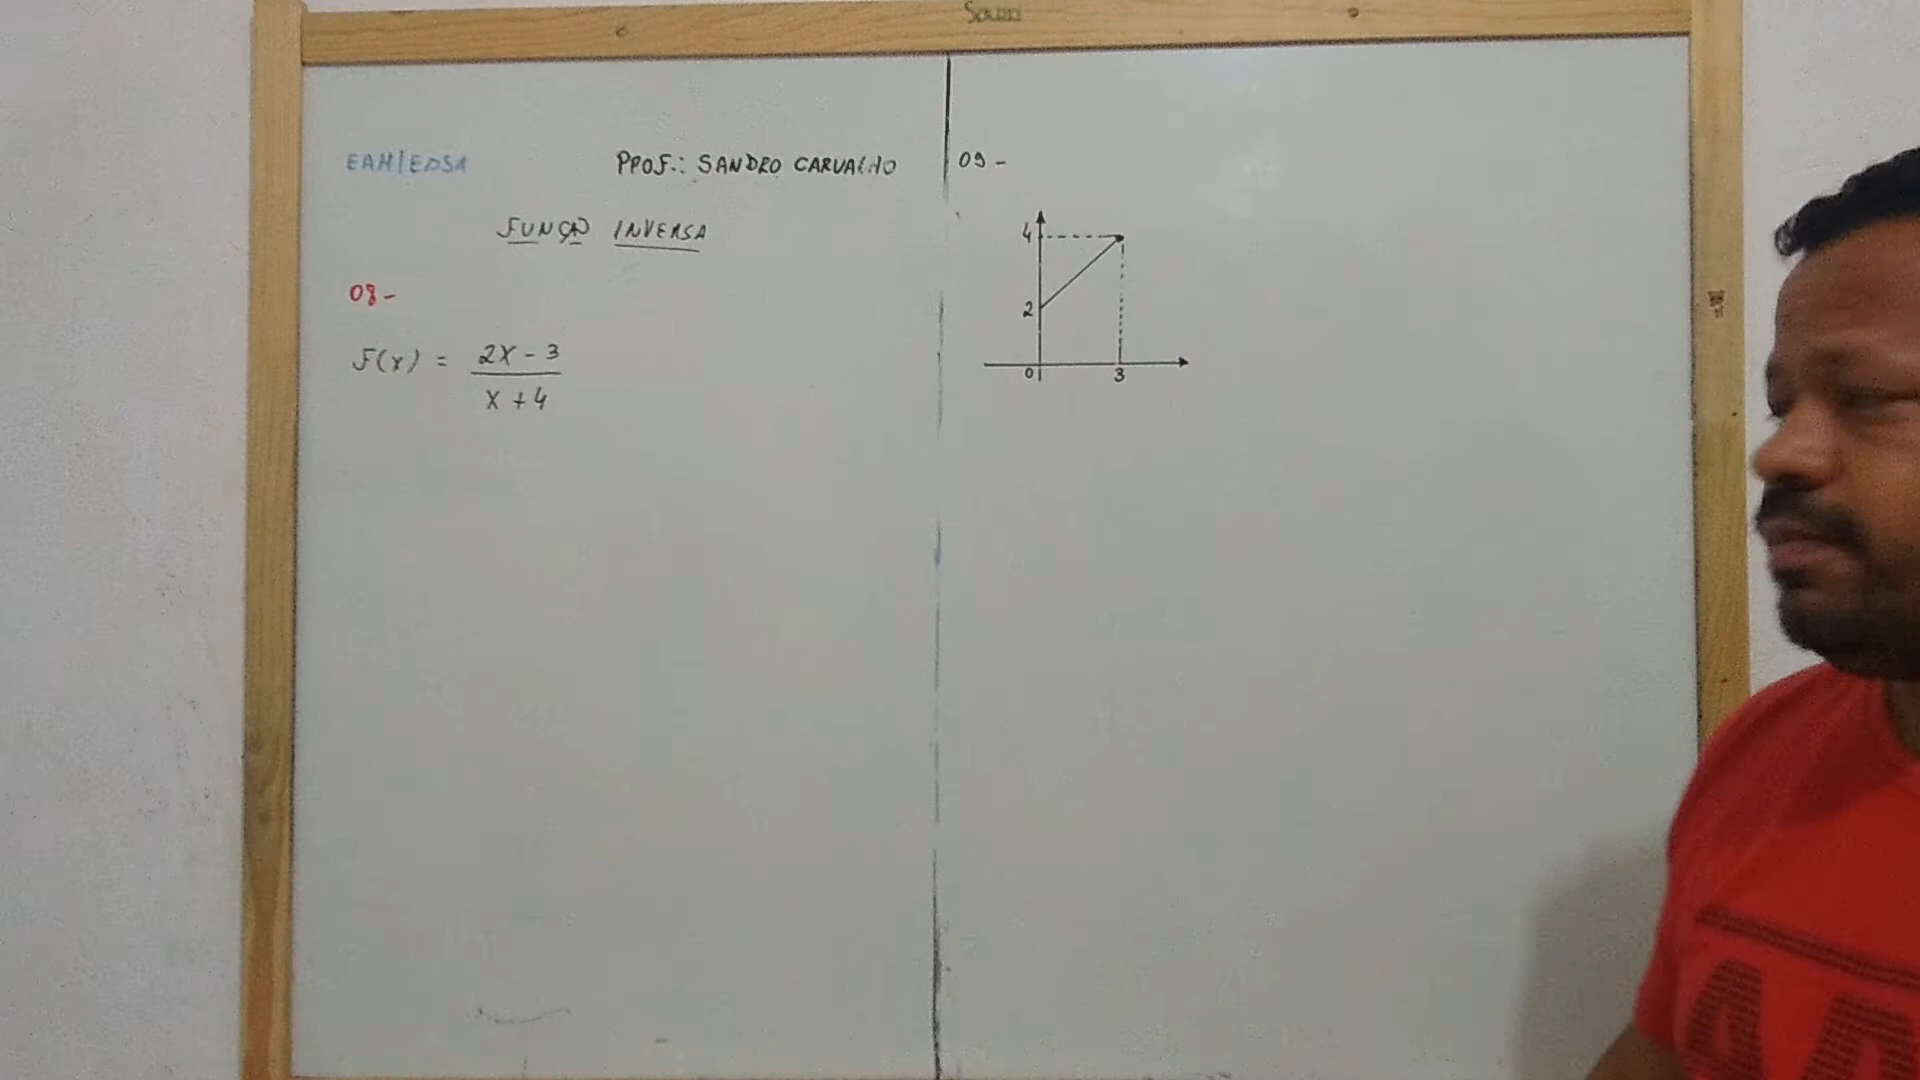 EAM/EDSA
PROF.: SANDRO CARVALHO
FUNÇÃO INVERSA
08-
F(x) = 2x - 3 / x + 4
09 -
4
2
0 3